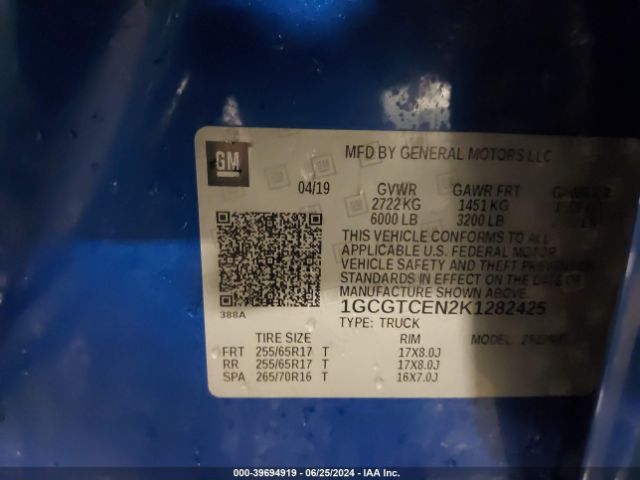 GM
MFD BY GENERAL MOTORS LLC
04/19
GVWR GAWR FRT
2722 KG 1451 KG
6000 LB 3200 LB
THIS VEHICLE CONFORMS TO ALL
APPLICABLE U.S. FEDERAL MOTOR
VEHICLE SAFETY AND THEFT PREVENTION
STANDARDS IN EFFECT ON THE DATE OF
MANUFACTURE SHOWN ABOVE.
1GCGTCEN2K1282425
TYPE: TRUCK
388A
TIRE SIZE RIM MODEL:
FRT 255/65R17 T 17X8.0J
RR 255/65R17 T 17X8.0J
SPA 265/70R16 T 16X7.0J
000-39694919 / 06/25/2024 - IAA Inc.